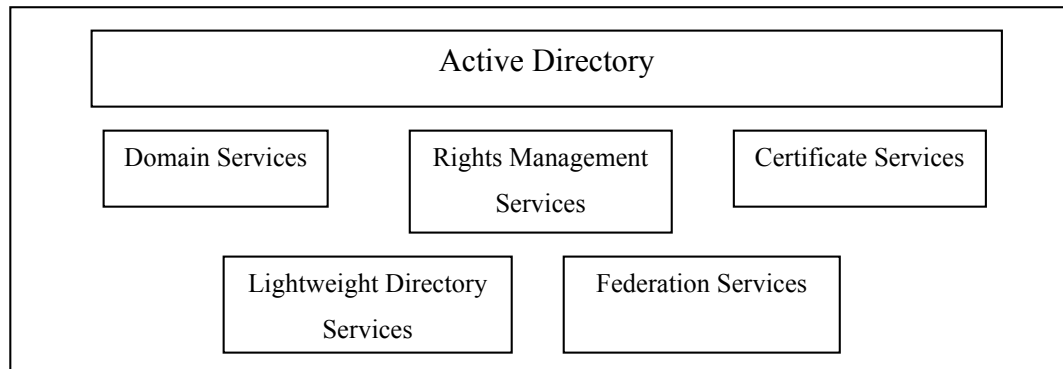 Active Directory
Domain Services
Rights Management
Services
Certificate Services
Lightweight Directory
Services
Federation Services